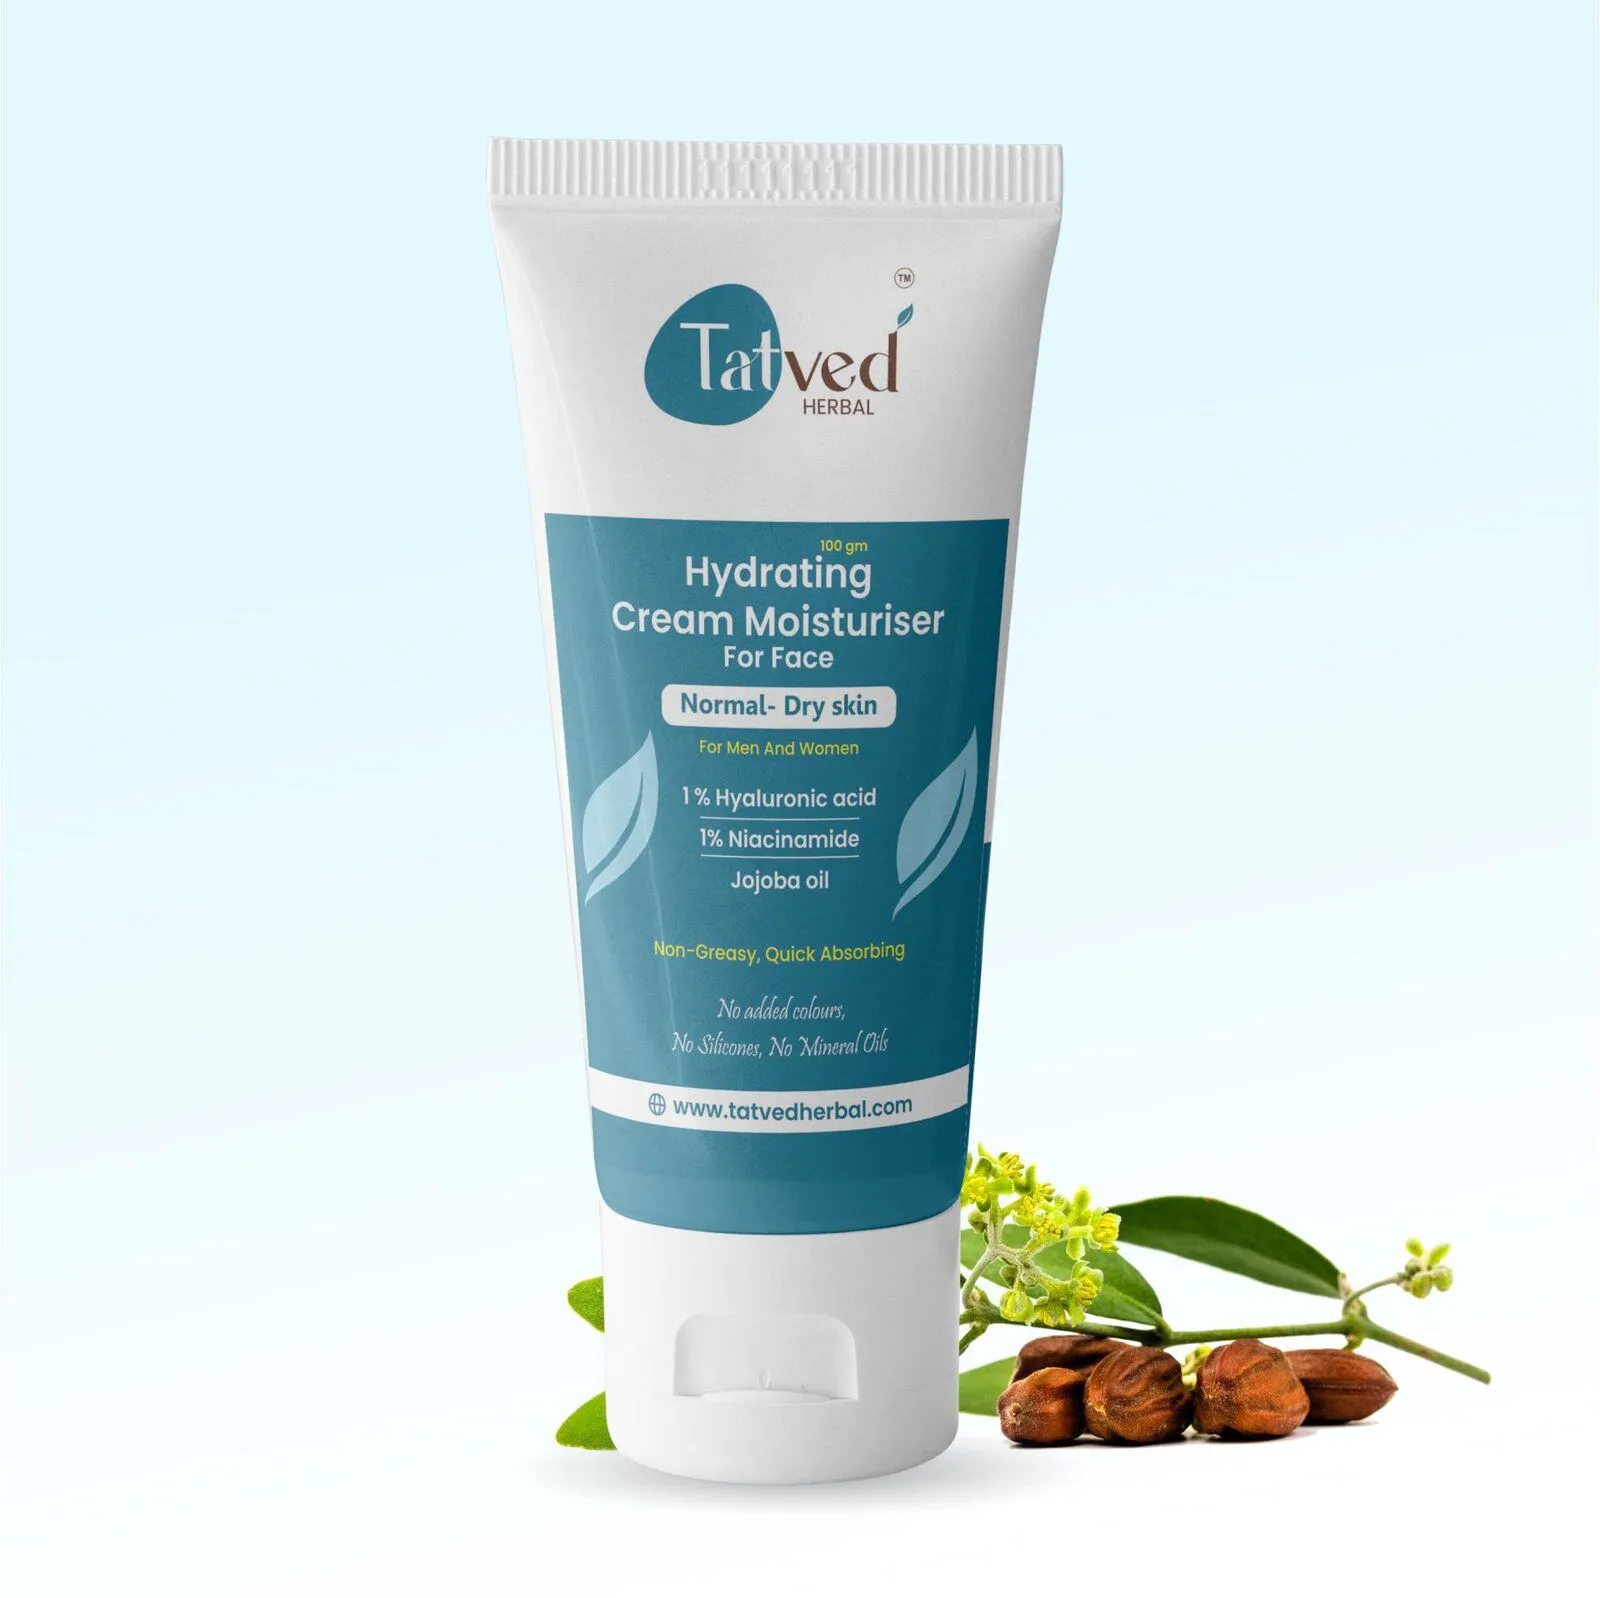 TM
Tatved
HERBAL
100 gm
Hydrating
Cream Moisturiser
For Face
Normal- Dry skin
For Men And Women
1 % Hyaluronic acid
1% Niacinamide
Jojoba oil
Non-Greasy, Quick Absorbing
No added colours,
No Silicones, No Mineral Oils
www.tatvedherbal.com